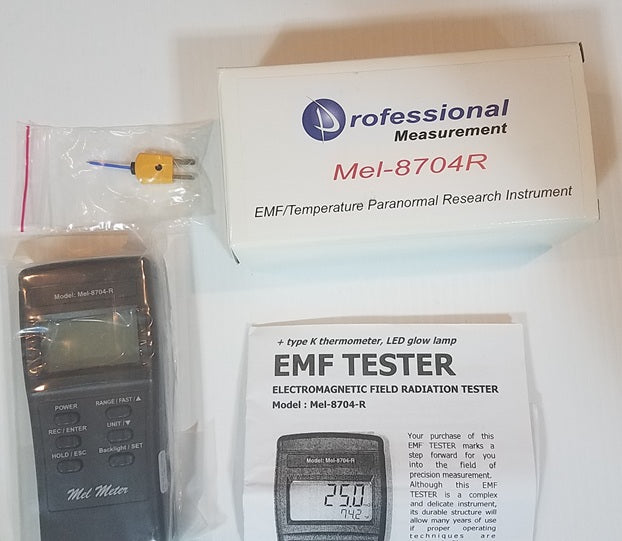 Professional
Measurement
Mel-8704R
EMF/Temperature Paranormal Research Instrument
Model: Mel-8704-R
POWER
RANGE / FAST / ▲
REC / ENTER
UNIT / ▼
HOLD / ESC
Backlight / SET
Mel Meter
+ type K thermometer, LED glow lamp
EMF TESTER
ELECTROMAGNETIC FIELD RADIATION TESTER
Model : Mel-8704-R
Model: Mel-8704-R
25.0
74.2
Your purchase of this
EMF TESTER marks a
step forward for you
into the field of
precision measurement.
Although this EMF
TESTER is a complex
and delicate instrument,
its durable structure will
allow many years of use
if proper operating
techniques are